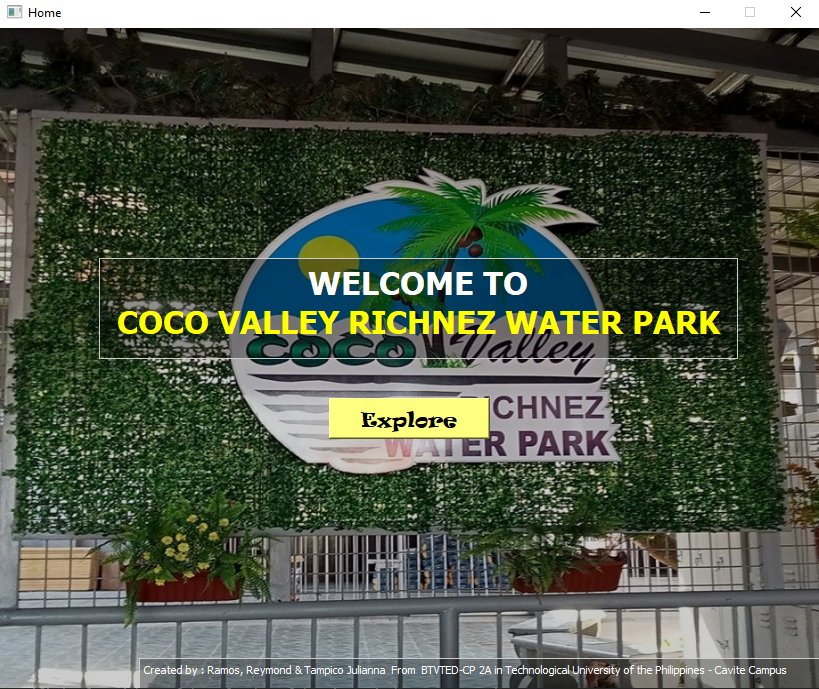 Home
WELCOME TO
COCO VALLEY RICHNEZ WATER PARK
COCO Valley
Explore
RICHNEZ
WATER PARK
Created by : Ramos, Reymond & Tampico Julianna From BTVTED-CP 2A in Technological University of the Philippines - Cavite Campus